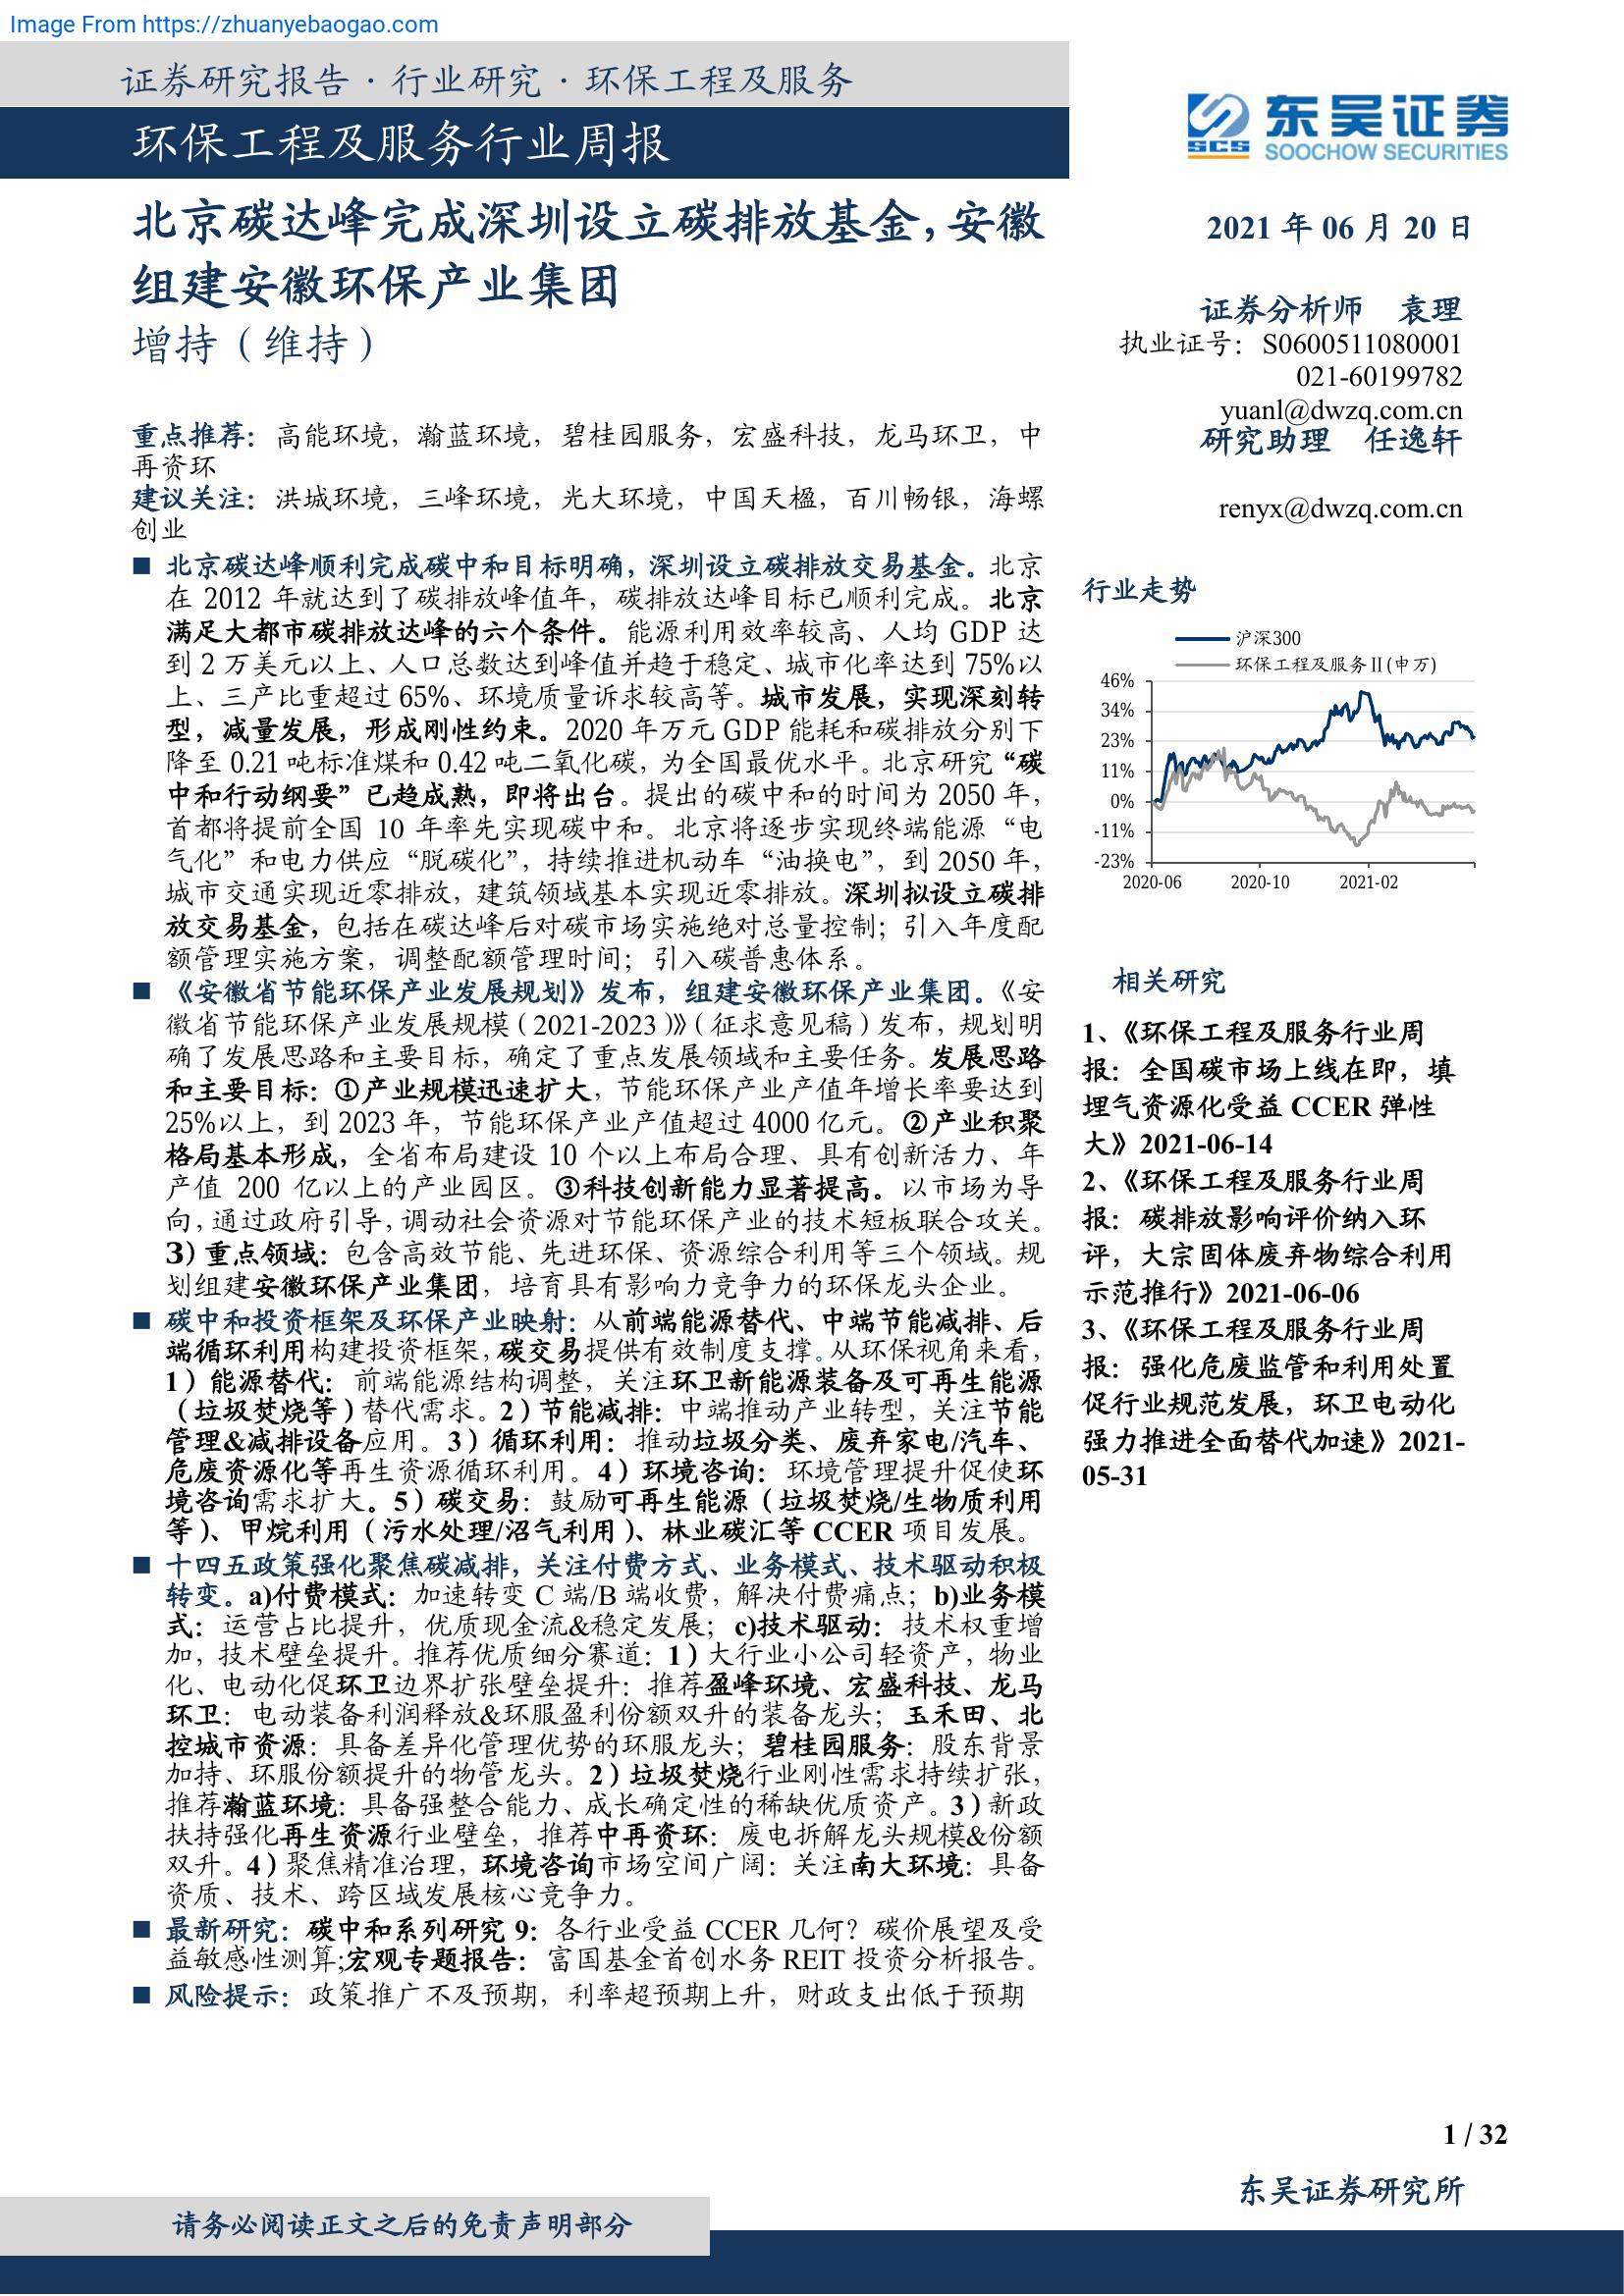 Image From https://zhuanyebaogao.com
证券研究报告 · 行业研究 · 环保工程及服务
环保工程及服务行业周报
东吴证券
SCS
SOOCHOW SECURITIES
北京碳达峰完成深圳设立碳排放基金，安徽
组建安徽环保产业集团
增持（维持）
重点推荐：高能环境，瀚蓝环境，碧桂园服务，宏盛科技，龙马环卫，中
再资环
建议关注：洪城环境，三峰环境，光大环境，中国天楹，百川畅银，海螺
创业
■ 北京碳达峰顺利完成碳中和目标明确，深圳设立碳排放交易基金。北京
在 2012 年就达到了碳排放峰值年，碳排放达峰目标已顺利完成。北京
满足大都市碳排放达峰的六个条件。能源利用效率较高、人均 GDP 达
到 2 万美元以上、人口总数达到峰值并趋于稳定、城市化率达到 75%以
上、三产比重超过 65%、环境质量诉求较高等。城市发展，实现深刻转
型，减量发展，形成刚性约束。2020 年万元 GDP 能耗和碳排放分别下
降至 0.21 吨标准煤和 0.42 吨二氧化碳，为全国最优水平。北京研究“碳
中和行动纲要”已趋成熟，即将出台。提出的碳中和的时间为 2050 年，
首都将提前全国 10 年率先实现碳中和。北京将逐步实现终端能源“电
气化”和电力供应“脱碳化”，持续推进机动车“油换电”，到 2050 年，
城市交通实现近零排放，建筑领域基本实现近零排放。深圳拟设立碳排
放交易基金，包括在碳达峰后对碳市场实施绝对总量控制；引入年度配
额管理实施方案，调整配额管理时间；引入碳普惠体系。
■ 《安徽省节能环保产业发展规划》发布，组建安徽环保产业集团。《安
徽省节能环保产业发展规模（2021-2023）》（征求意见稿）发布，规划明
确了发展思路和主要目标，确定了重点发展领域和主要任务。发展思路
和主要目标：①产业规模迅速扩大，节能环保产业产值年增长率要达到
25%以上，到 2023 年，节能环保产业产值超过 4000 亿元。②产业积聚
格局基本形成，全省布局建设 10 个以上布局合理、具有创新活力、年
产值 200 亿以上的产业园区。③科技创新能力显著提高。以市场为导
向，通过政府引导，调动社会资源对节能环保产业的技术短板联合攻关。
3）重点领域：包含高效节能、先进环保、资源综合利用等三个领域。规
划组建安徽环保产业集团，培育具有影响力竞争力的环保龙头企业。
■ 碳中和投资框架及环保产业映射：从前端能源替代、中端节能减排、后
端循环利用构建投资框架，碳交易提供有效制度支撑。从环保视角来看，
1）能源替代：前端能源结构调整，关注环卫新能源装备及可再生能源
（垃圾焚烧等）替代需求。2）节能减排：中端推动产业转型，关注节能
管理&减排设备应用。3）循环利用：推动垃圾分类、废弃家电/汽车、
危废资源化等再生资源循环利用。4）环境咨询：环境管理提升促使环
境咨询需求扩大。5）碳交易：鼓励可再生能源（垃圾焚烧/生物质利用
等）、甲烷利用（污水处理/沼气利用）、林业碳汇等 CCER 项目发展。
■ 十四五政策强化聚焦碳减排，关注付费方式、业务模式、技术驱动积极
转变。a)付费模式：加速转变 C 端/B 端收费，解决付费痛点；b)业务模
式：运营占比提升，优质现金流&稳定发展；c)技术驱动：技术权重增
加，技术壁垒提升。推荐优质细分赛道：1）大行业小公司轻资产，物业
化、电动化促环卫边界扩张壁垒提升：推荐盈峰环境、宏盛科技、龙马
环卫：电动装备利润释放&环服盈利份额双升的装备龙头；玉禾田、北
控城市资源：具备差异化管理优势的环服龙头；碧桂园服务：股东背景
加持、环服份额提升的物管龙头。2）垃圾焚烧行业刚性需求持续扩张，
推荐瀚蓝环境：具备强整合能力、成长确定性的稀缺优质资产。3）新政
扶持强化再生资源行业壁垒，推荐中再资环：废电拆解龙头规模&份额
双升。4）聚焦精准治理，环境咨询市场空间广阔：关注南大环境：具备
资质、技术、跨区域发展核心竞争力。
■ 最新研究：碳中和系列研究 9：各行业受益 CCER 几何？碳价展望及受
益敏感性测算;宏观专题报告：富国基金首创水务 REIT 投资分析报告。
■ 风险提示：政策推广不及预期，利率超预期上升，财政支出低于预期
2021 年 06 月 20 日
证券分析师 袁理
执业证号：S0600511080001
021-60199782
yuanl@dwzq.com.cn
研究助理 任逸轩
renyx@dwzq.com.cn
行业走势
沪深300
环保工程及服务Ⅱ(申万)
46%
34%
23%
11%
0%
-11%
-23%
2020-06 2020-10 2021-02
相关研究
1、《环保工程及服务行业周
报：全国碳市场上线在即，填
埋气资源化受益 CCER 弹性
大》2021-06-14
2、《环保工程及服务行业周
报：碳排放影响评价纳入环
评，大宗固体废弃物综合利用
示范推行》2021-06-06
3、《环保工程及服务行业周
报：强化危废监管和利用处置
促行业规范发展，环卫电动化
强力推进全面替代加速》2021-
05-31
1 / 32
东吴证券研究所
请务必阅读正文之后的免责声明部分